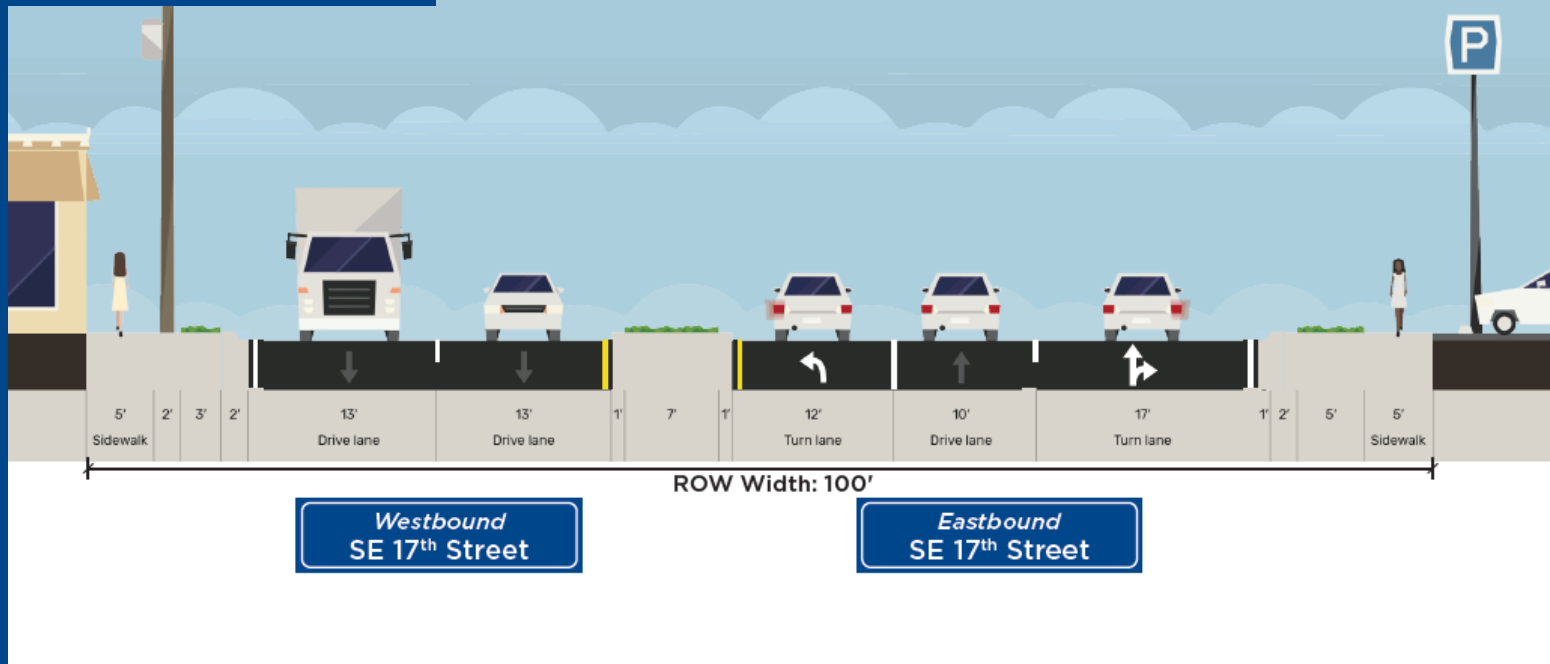 P
5' 2' 3' 2' 13' 13' 1' 7' 1' 12' 10' 17' 1' 2' 5' 5'
Sidewalk Drive lane Drive lane Turn lane Drive lane Turn lane Sidewalk
ROW Width: 100'
Westbound
SE 17th Street
Eastbound
SE 17th Street